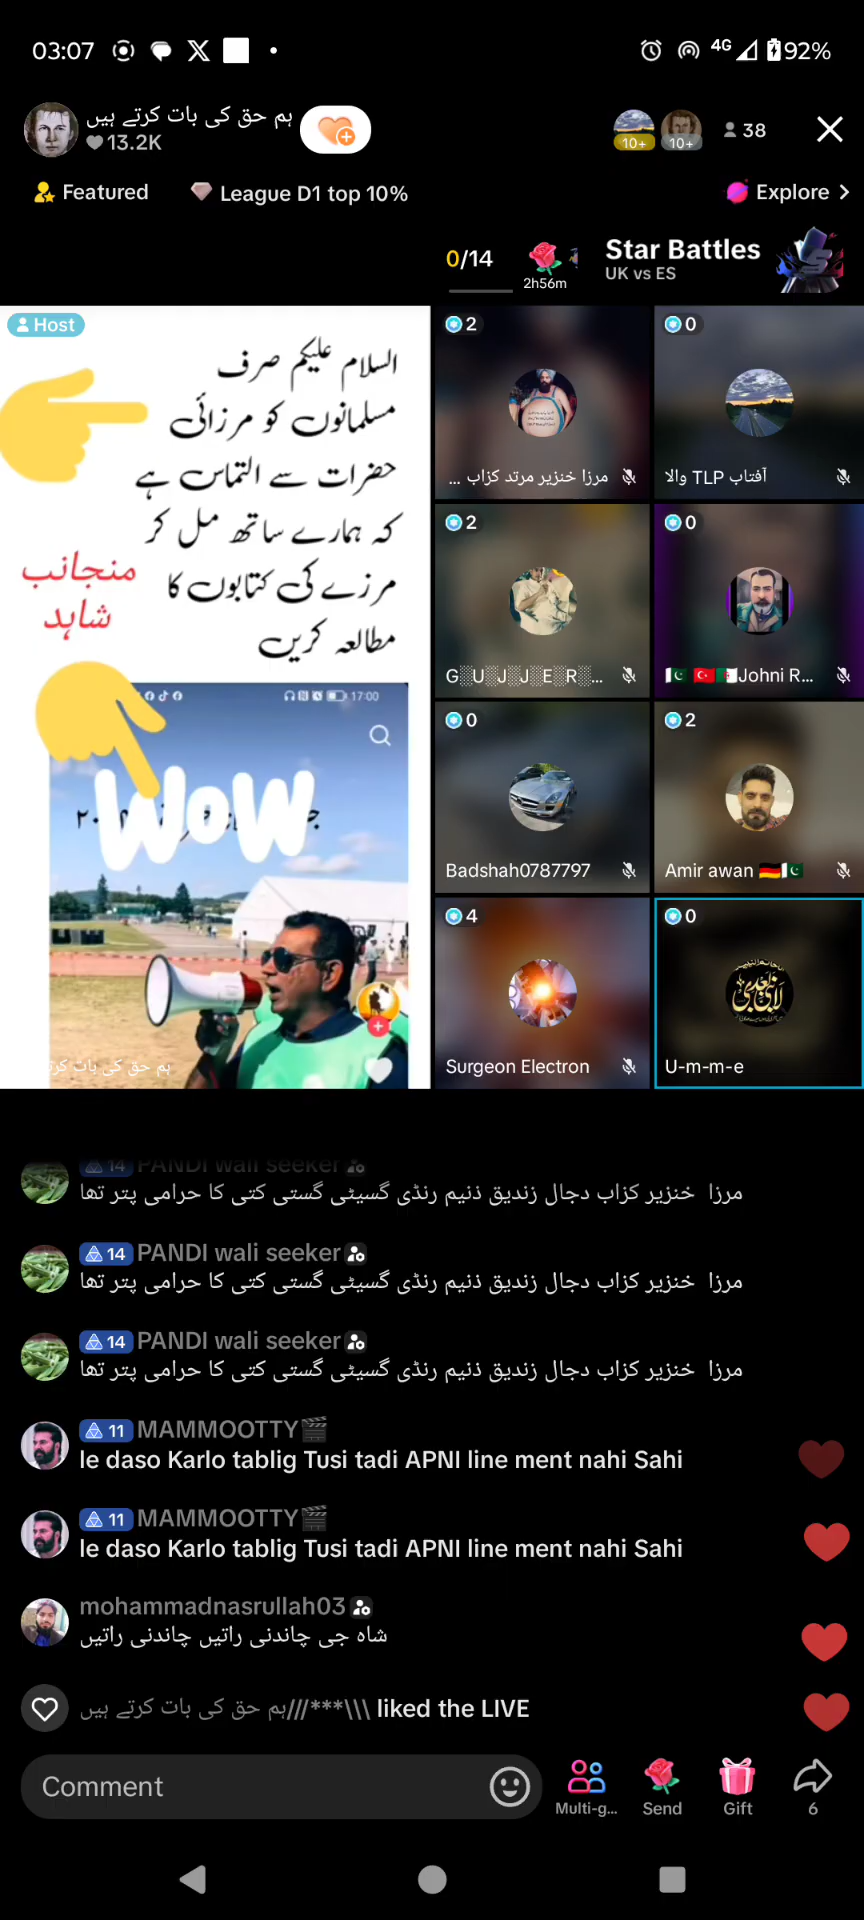 03:07
4G
92%
ہم حق کی بات کرتے ہیں
13.2K
10+
10+
38
Featured
League D1 top 10%
Explore
0/14
2h56m
Star Battles
UK vs ES
Host
السلام علیکم صرف
مسلمانوں کو مرزائی
حضرات سے التماس ہے
کہ ہمارے ساتھ مل کر
مرزے کی کتابوں کا
مطالعہ کریں
منجانب
شاہد
17:00
WoW
ہم حق کی بات کرتے
2
مرزا خنزیر مرتد کزاب ...
0
آفتاب TLP والا
2
G░U░J░J░E░R░...
0
Johni R...
0
Badshah0787797
2
Amir awan
4
Surgeon Electron
0
U-m-m-e
14 PANDI wali seeker
مرزا خنزیر کزاب دجال زندیق ذنیم رنڈی گسیٹی گستی کتی کا حرامی پتر تھا
14 PANDI wali seeker
مرزا خنزیر کزاب دجال زندیق ذنیم رنڈی گسیٹی گستی کتی کا حرامی پتر تھا
14 PANDI wali seeker
مرزا خنزیر کزاب دجال زندیق ذنیم رنڈی گسیٹی گستی کتی کا حرامی پتر تھا
11 MAMMOOTTY
le daso Karlo tablig Tusi tadi APNI line ment nahi Sahi
11 MAMMOOTTY
le daso Karlo tablig Tusi tadi APNI line ment nahi Sahi
mohammadnasrullah03
شاہ جی چاندنی راتیں چاندنی راتیں
ہم حق کی بات کرتے ہیں///***\\\ liked the LIVE
Comment
Multi-g...
Send
Gift
6